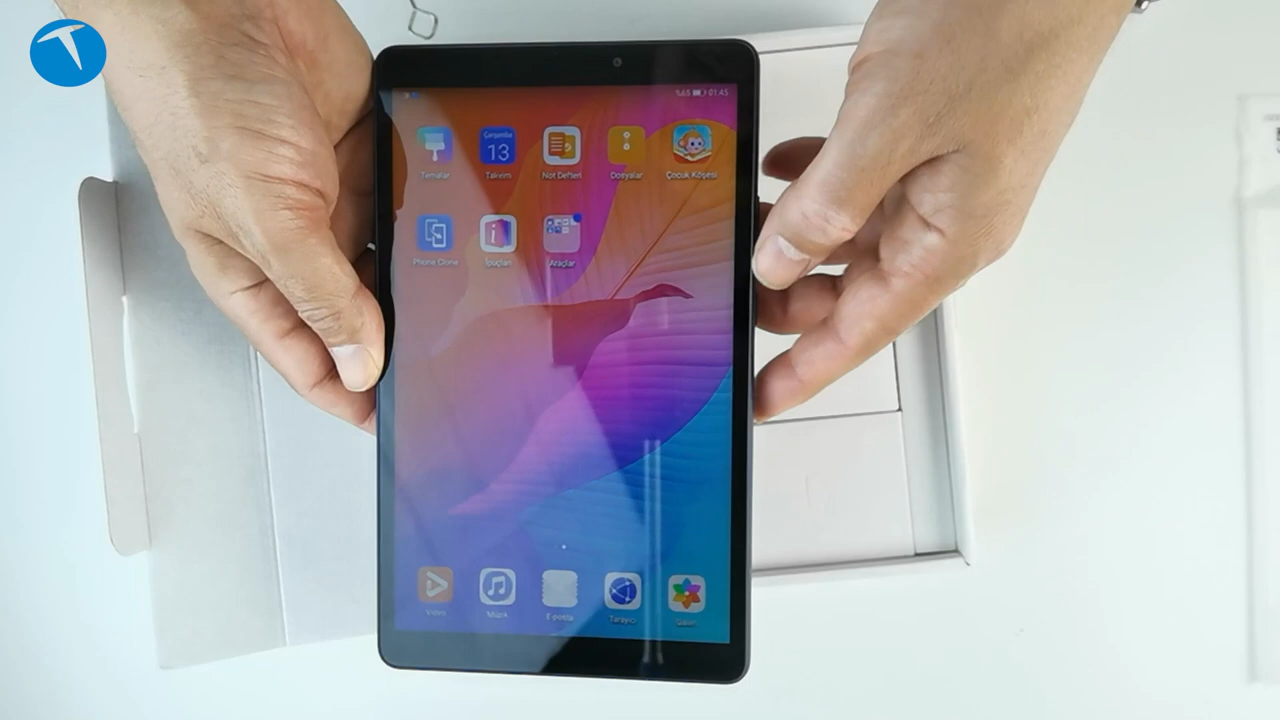 %65 01:45
Çarşamba
13
Temalar Takvim Not Defteri Dosyalar Çocuk Köşesi
Phone Clone İpuçları Araçlar
Video Müzik E-posta Tarayıcı Galeri